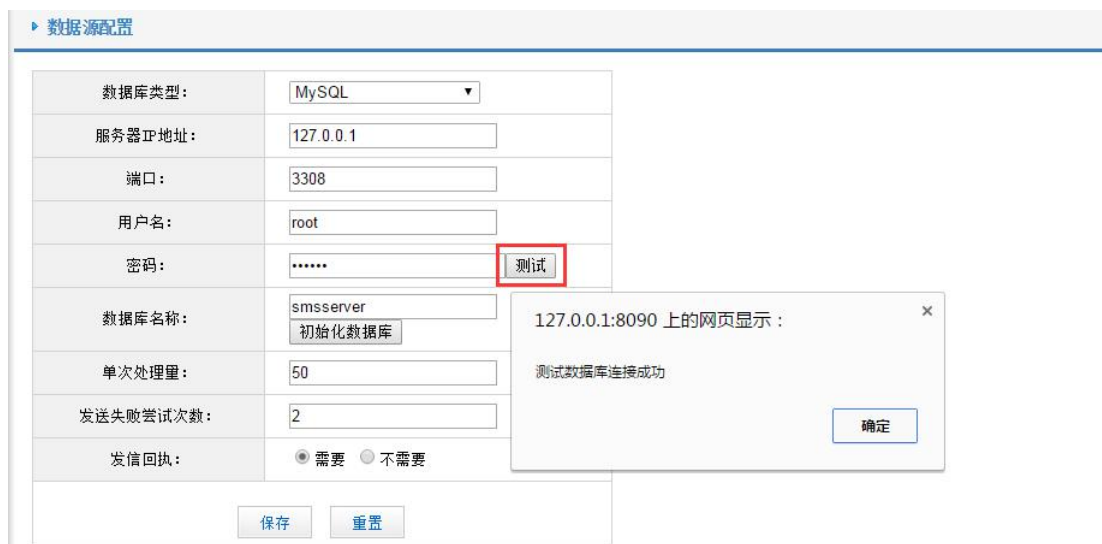 数据源配置
数据库类型： MySQL
服务器IP地址： 127.0.0.1
端口： 3308
用户名： root
密码： •••••• 测试
数据库名称： smsserver
初始化数据库
127.0.0.1:8090 上的网页显示：
×
测试数据库连接成功
确定
单次处理量： 50
发送失败尝试次数： 2
发信回执： 需要 不需要
保存 重置